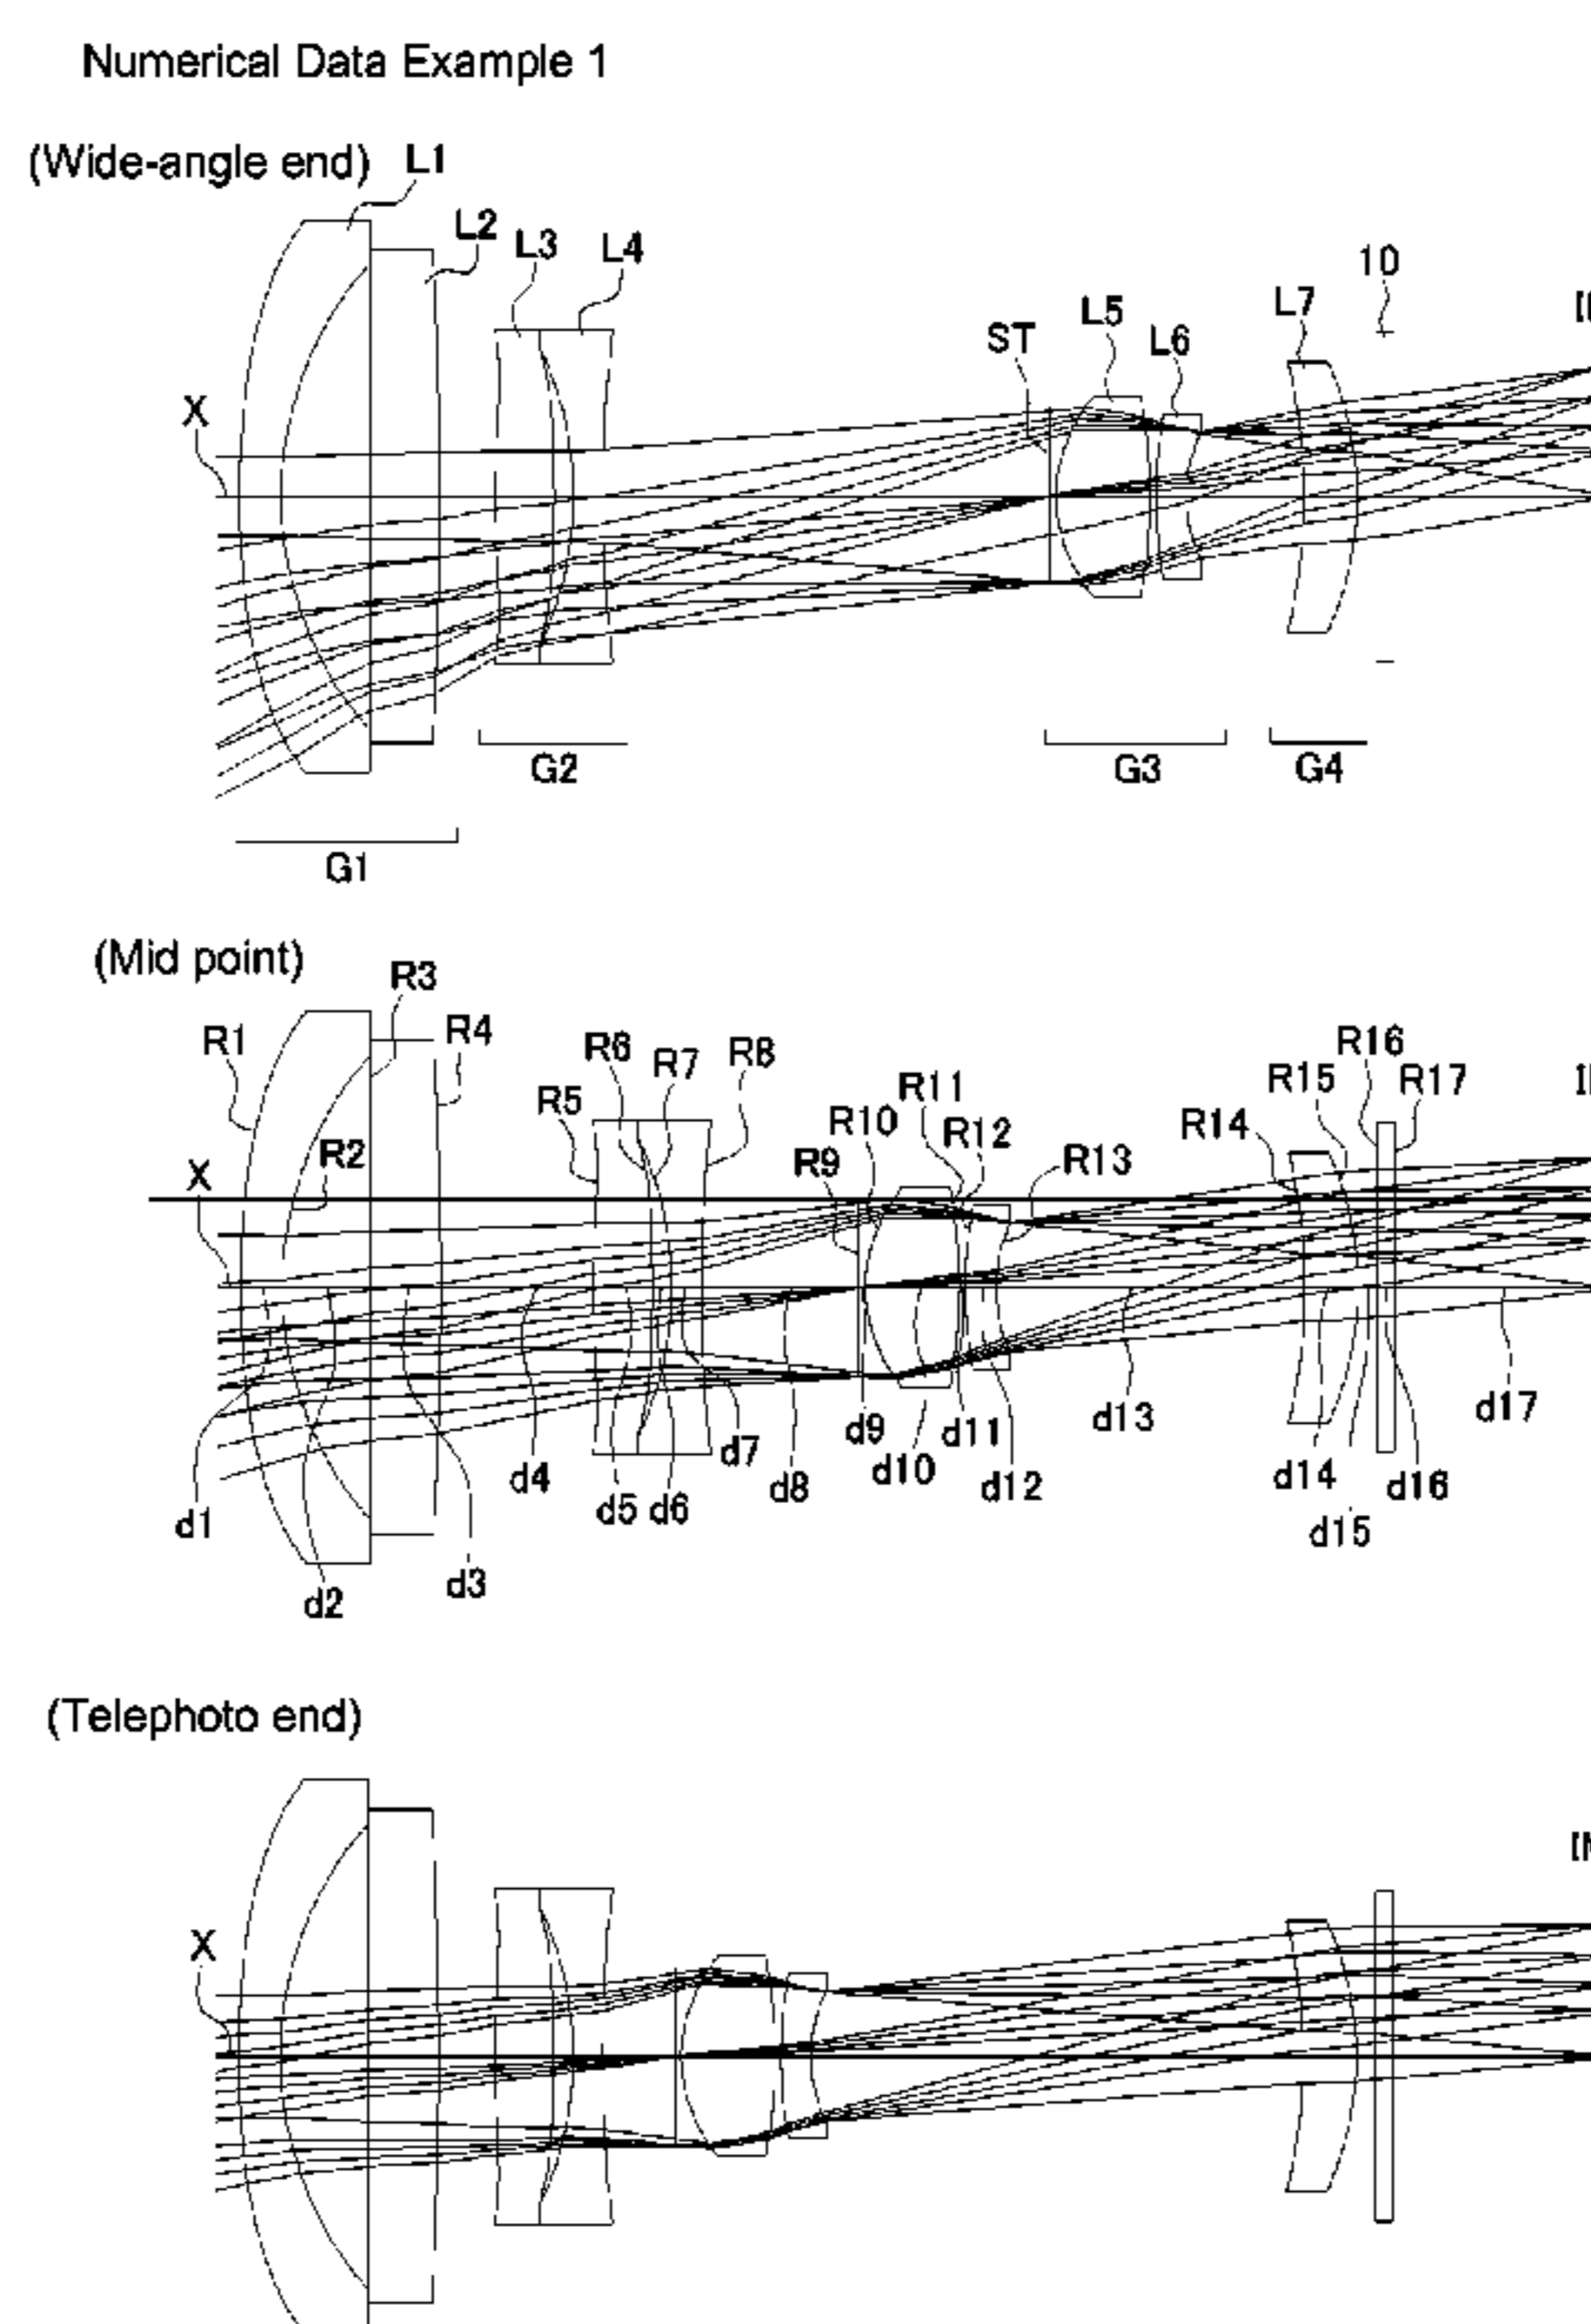 Numerical Data Example 1
(Wide-angle end)
L1
L2
L3
L4
10
L7
L5
ST
L6
X
G2
G3
G4
G1
(Mid point)
R3
R1
R4
R6
R7
R8
R16
R15
R17
R5
R11
R10
R12
R14
R2
R9
R13
X
d17
d13
d9
d11
d7
d4
d10
d14
d8
d12
d16
d5
d6
d1
d15
d3
d2
(Telephoto end)
X